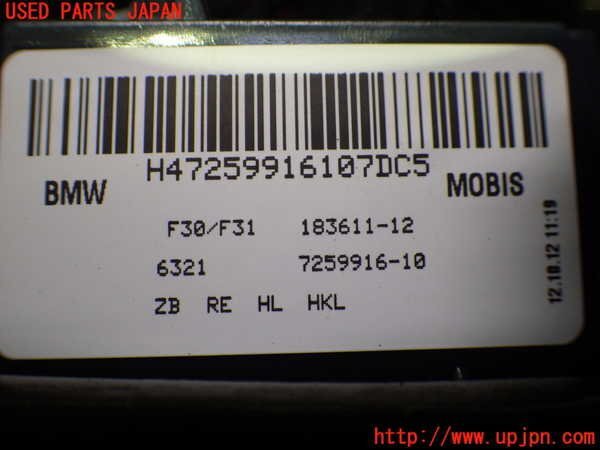 USED PARTS JAPAN
H47259916107DC5
BMW MOBIS
F30/F31 183611-12
6321 7259916-10
ZB RE HL HKL
12.10.12 11:19
http://www.upjpn.com/